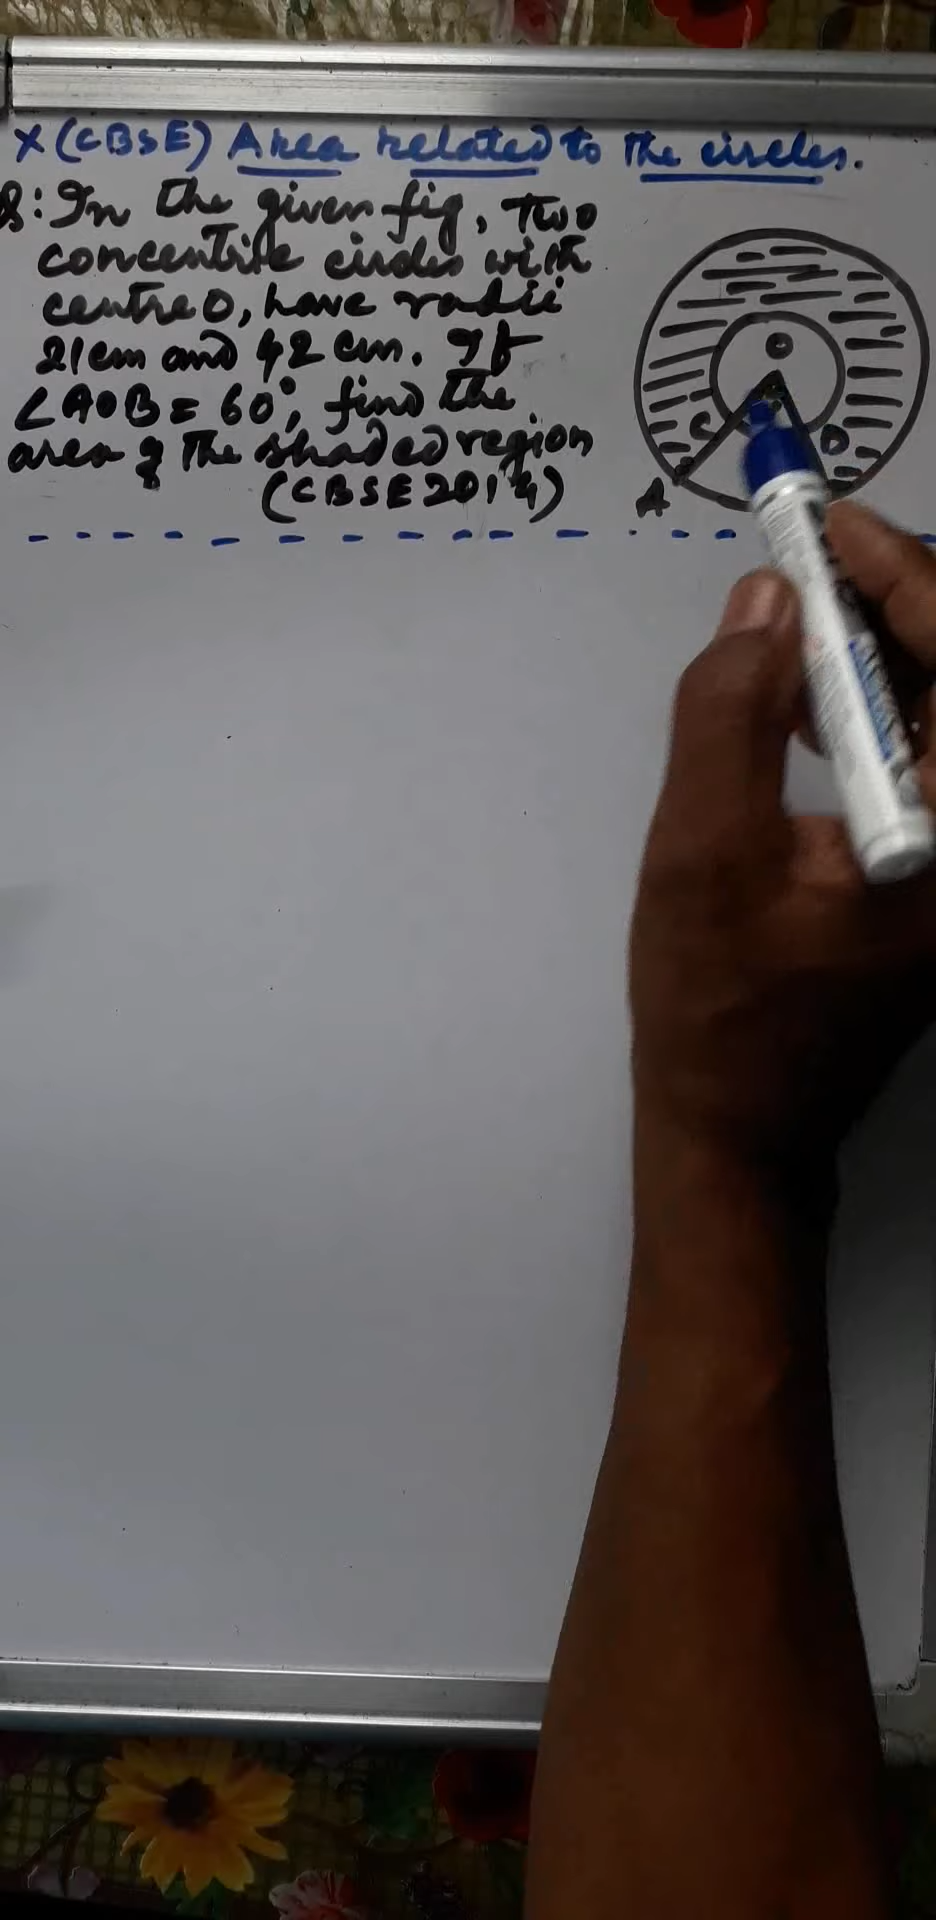 X (CBSE) Area related to the circles.
Q: In the given fig, Two
concentric circles with
centre O, have radii
21cm and 42 cm. If
∠AOB = 60°, find the
area of The shaded region
(CBSE 2014)
O
C
D
A